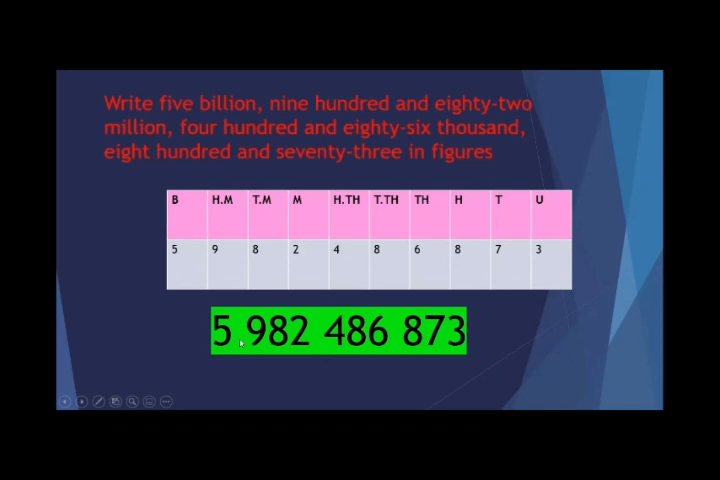 Write five billion, nine hundred and eighty-two
million, four hundred and eighty-six thousand,
eight hundred and seventy-three in figures
B H.M T.M M H.TH T.TH TH H T U
5 9 8 2 4 8 6 8 7 3
5 982 486 873